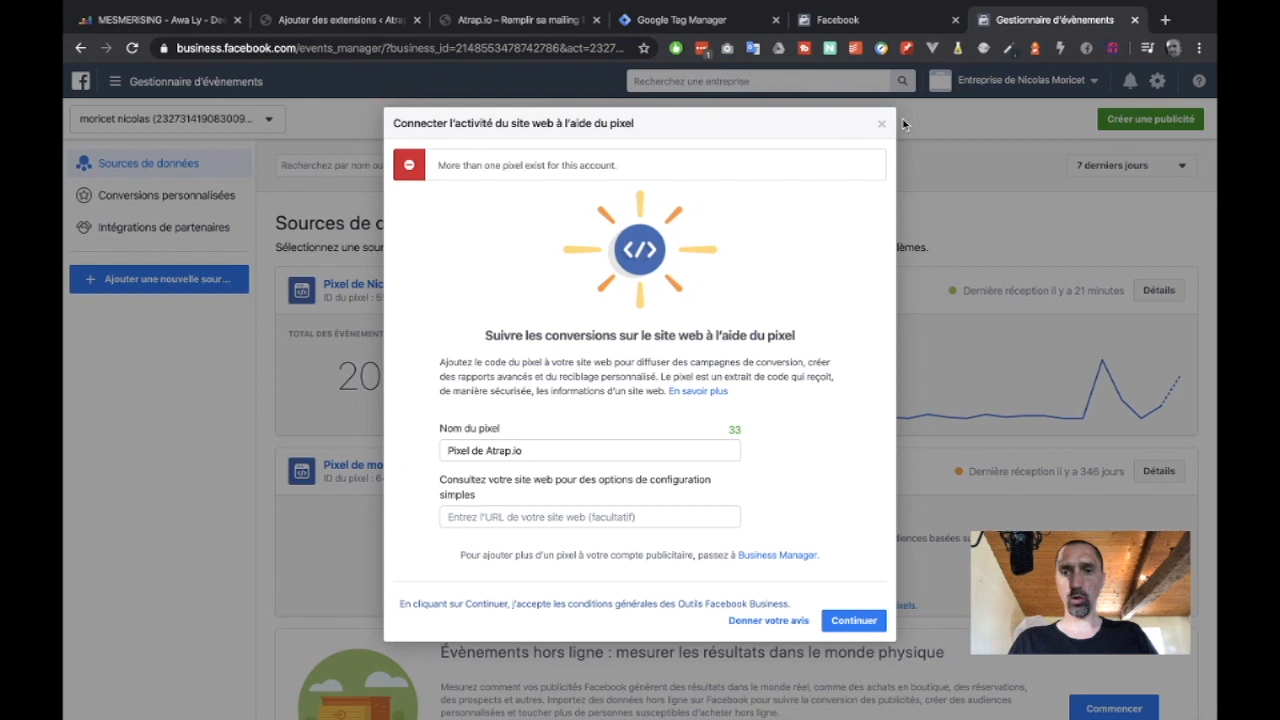 MESMERISING - Awa Ly - De
Ajouter des extensions ‹ Atrap
Atrap.io – Remplir sa mailing
Google Tag Manager
Facebook
Gestionnaire d'évènements
business.facebook.com/events_manager/?business_id=2148553478742786&act=2327...
1
Gestionnaire d'évènements
Recherchez une entreprise
Entreprise de Nicolas Moricet
moricet nicolas (232731419083009...
Créer une publicité
Connecter l'activité du site web à l'aide du pixel
More than one pixel exist for this account.
Sources de données
Conversions personnalisées
Intégrations de partenaires
+ Ajouter une nouvelle sour...
Recherchez par nom ou
7 derniers jours
Sources de d
Sélectionnez une sour
lèmes.
Pixel de Nic
ID du pixel : 5
Dernière réception il y a 21 minutes
Détails
TOTAL DES ÉVÈNEMENT
20
Suivre les conversions sur le site web à l'aide du pixel
Ajoutez le code du pixel à votre site web pour diffuser des campagnes de conversion, créer
des rapports avancés et du reciblage personnalisé. Le pixel est un extrait de code qui reçoit,
de manière sécurisée, les informations d'un site web. En savoir plus
Nom du pixel
33
Pixel de Atrap.io
Consultez votre site web pour des options de configuration
simples
Entrez l'URL de votre site web (facultatif)
Pixel de mo
ID du pixel : 6
Dernière réception il y a 346 jours
Détails
diences basées su
Pour ajouter plus d'un pixel à votre compte publicitaire, passez à Business Manager.
En cliquant sur Continuer, j'accepte les conditions générales des Outils Facebook Business.
ixels.
Donner votre avis
Continuer
Évènements hors ligne : mesurer les résultats dans le monde physique
Mesurez comment vos publicités Facebook génèrent des résultats dans le monde réel, comme des achats en boutique, des réservations,
des prospects et autres. Importez des données hors ligne sur Facebook pour suivre la conversion des publicités, créer des audiences
personnalisées et toucher plus de personnes susceptibles d'acheter hors ligne.
Commencer